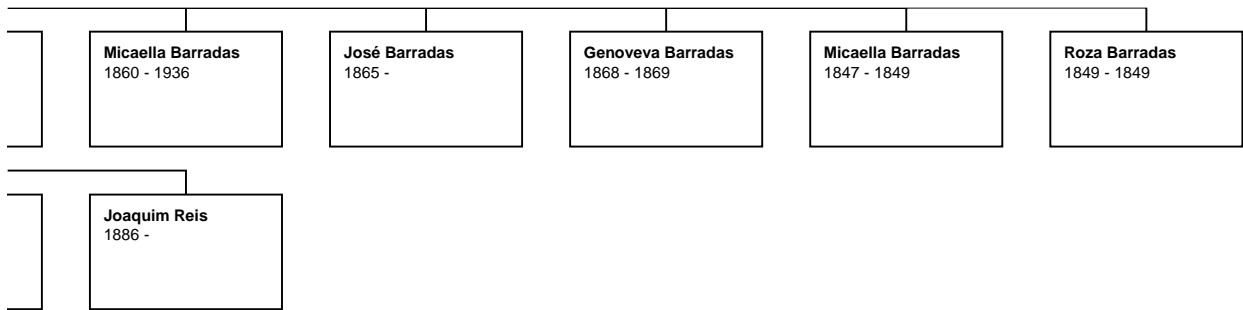 Micaella Barradas
1860 - 1936
José Barradas
1865 -
Genoveva Barradas
1868 - 1869
Micaella Barradas
1847 - 1849
Roza Barradas
1849 - 1849
Joaquim Reis
1886 -